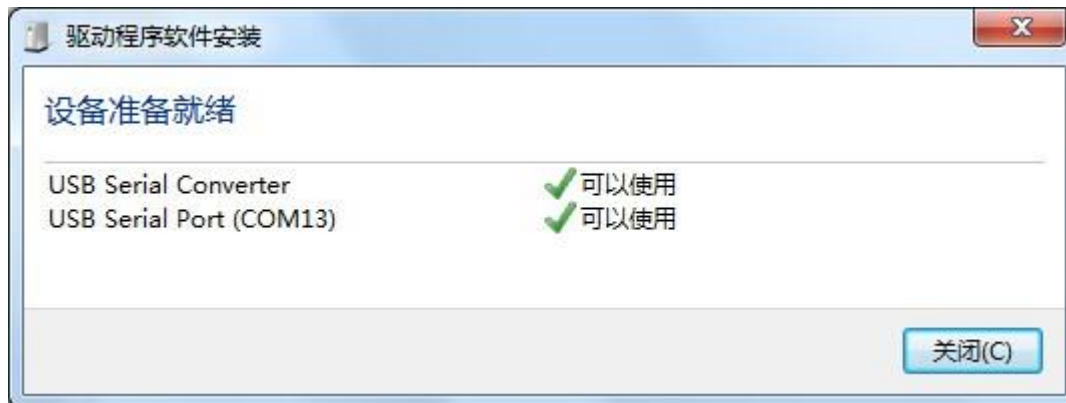 驱动程序软件安装
设备准备就绪
USB Serial Converter 可以使用
USB Serial Port (COM13) 可以使用
关闭(C)